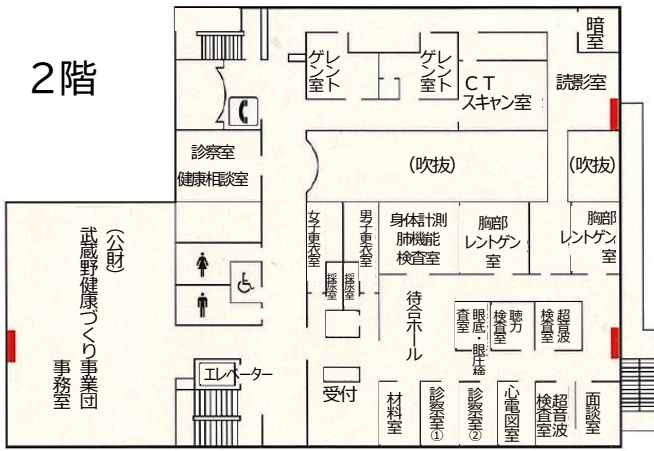 2階
暗室
レント
ゲン室
レント
ゲン室
CT
スキャン室
読影室
診察室
健康相談室
(吹抜)
(吹抜)
(公財)
武蔵野健康づくり事業団
事務室
女子更衣室
男子更衣室
採尿室
採尿室
身体計測
肺機能
検査室
胸部
レントゲン
室
胸部
レントゲン
室
待合ホール
眼底・眼圧検
査室
聴力
検査室
超音波
検査室
エレベーター
受付
材料室
診察室①
診察室②
心電図室
超音波
検査室
面談室